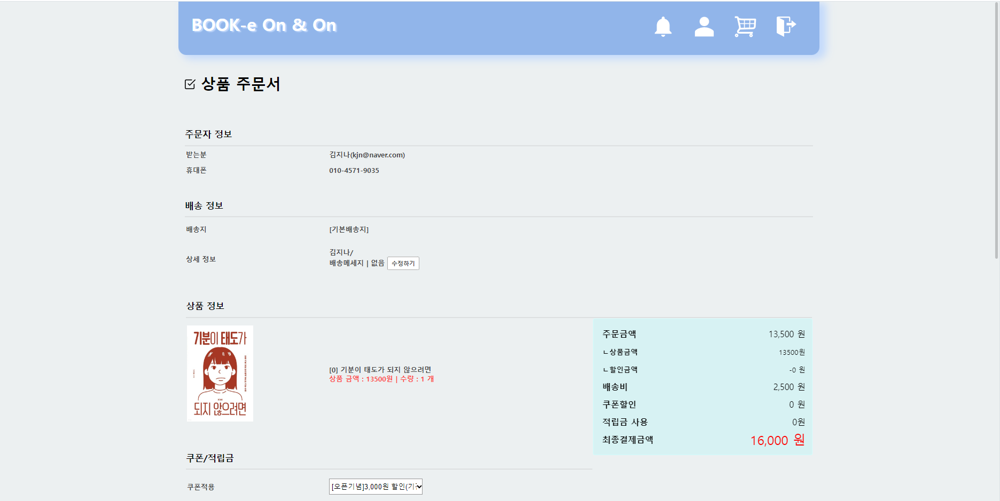 BOOK-e On & On
상품 주문서
주문자 정보
받는분 김지나(kjn@naver.com)
휴대폰 010-4571-9035
배송 정보
배송지 [기본배송지]
상세 정보 김지나/
배송메세지 | 없음 수정하기
상품 정보
기분이 태도가
되지 않으려면
[0] 기분이 태도가 되지 않으려면
상품 금액 : 13500원 | 수량 : 1 개
주문금액 13,500 원
ㄴ상품금액 13500원
ㄴ할인금액 -0 원
배송비 2,500 원
쿠폰할인 0 원
적립금 사용 0원
최종결제금액 16,000 원
쿠폰/적립금
쿠폰적용 [오픈기념]3,000원 할인(기